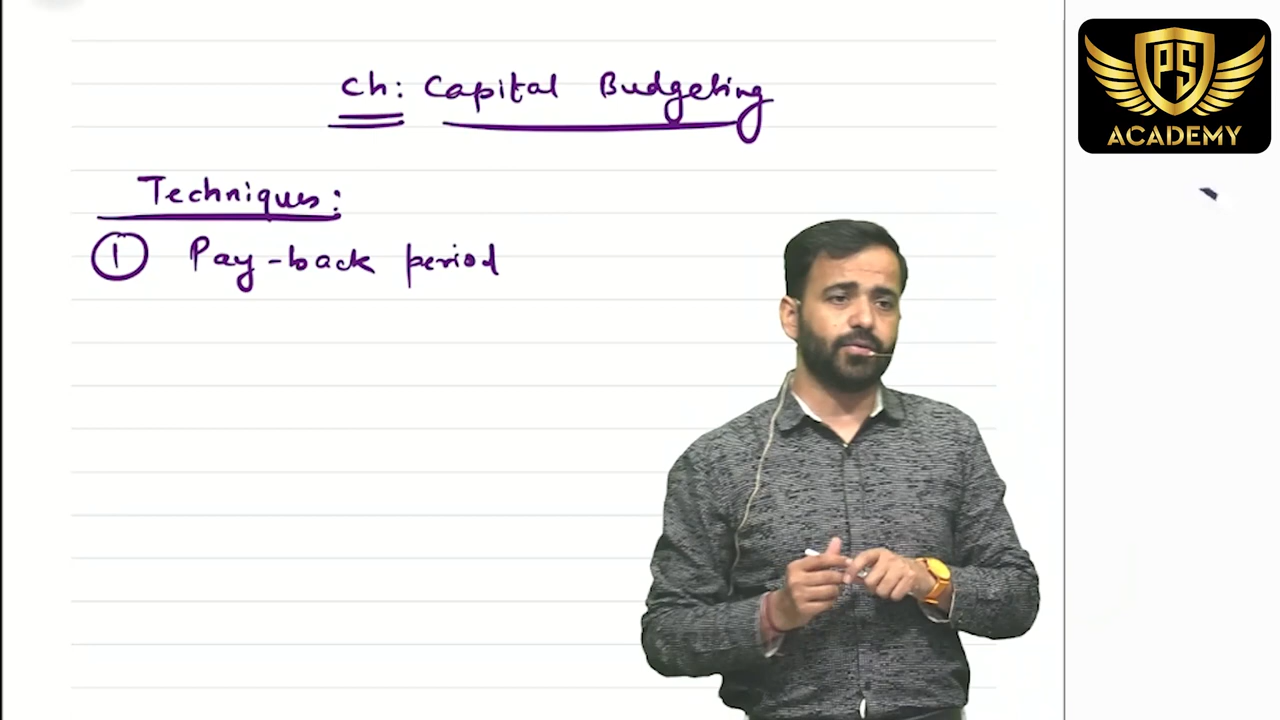 Ch: Capital Budgeting
Techniques:
① Pay-back period
PS
ACADEMY